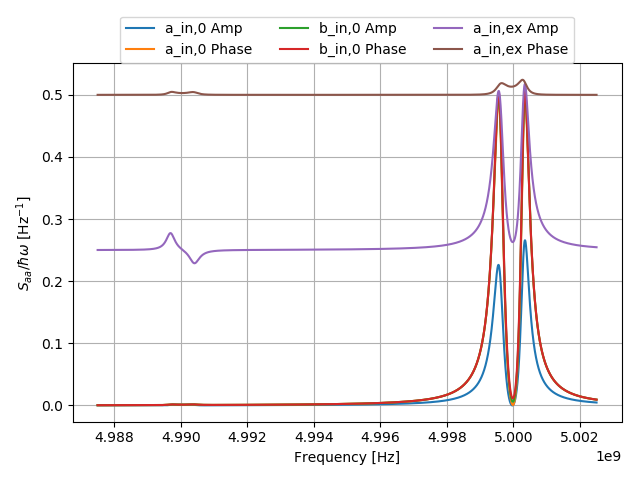 a_in,0 Amp
a_in,0 Phase
b_in,0 Amp
b_in,0 Phase
a_in,ex Amp
a_in,ex Phase
0.5
0.4
0.3
0.2
0.1
0.0
S_{aa}/ℏω [Hz⁻¹]
4.988 4.990 4.992 4.994 4.996 4.998 5.000 5.002
1e9
Frequency [Hz]